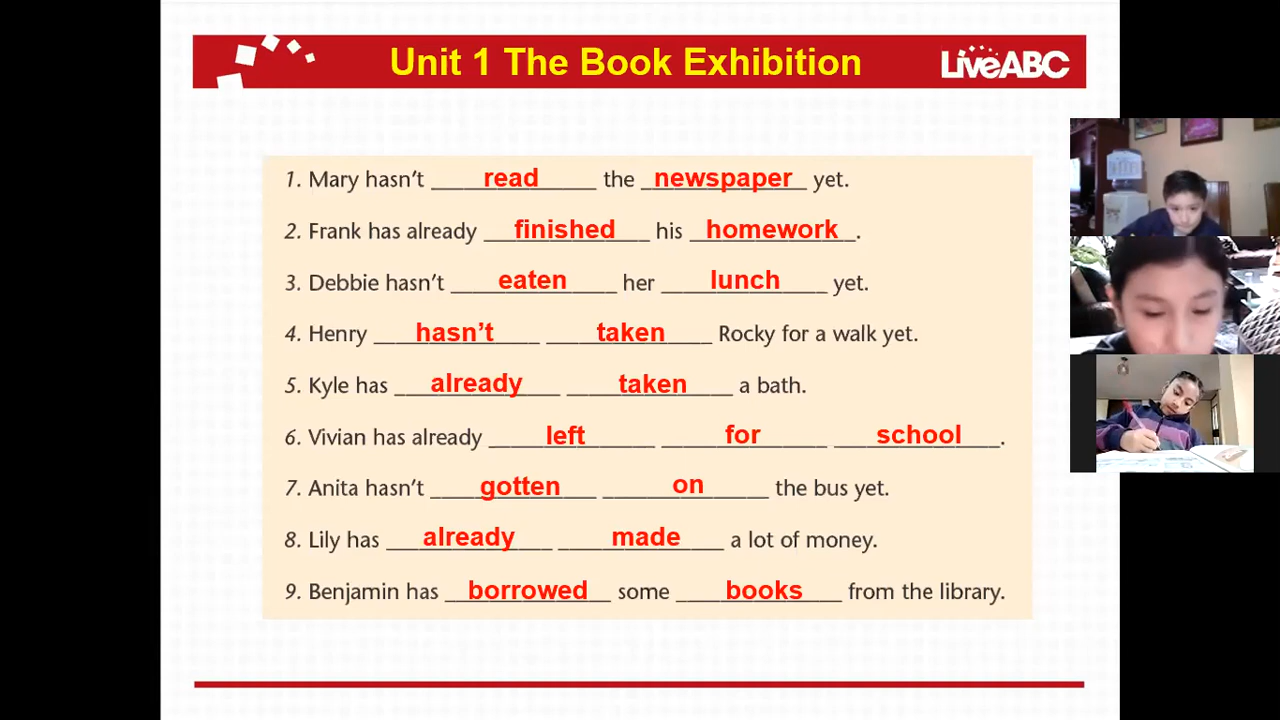 Unit 1 The Book Exhibition
LiveABC
1. Mary hasn't read the newspaper yet.
2. Frank has already finished his homework.
3. Debbie hasn't eaten her lunch yet.
4. Henry hasn't taken Rocky for a walk yet.
5. Kyle has already taken a bath.
6. Vivian has already left for school.
7. Anita hasn't gotten on the bus yet.
8. Lily has already made a lot of money.
9. Benjamin has borrowed some books from the library.